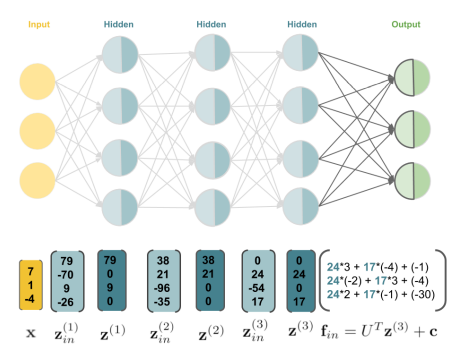 Input Hidden Hidden Hidden Output
7 79 79 38 38 0 0 24*3 + 17*(-4) + (-1)
1 -70 0 21 21 24 24 24*(-2) + 17*3 + (-4)
-4 9 9 -96 0 -54 0 24*2 + 17*(-1) + (-30)
-26 0 -35 0 17 17
x z_in^(1) z^(1) z_in^(2) z^(2) z_in^(3) z^(3) f_in = U^T z^(3) + c